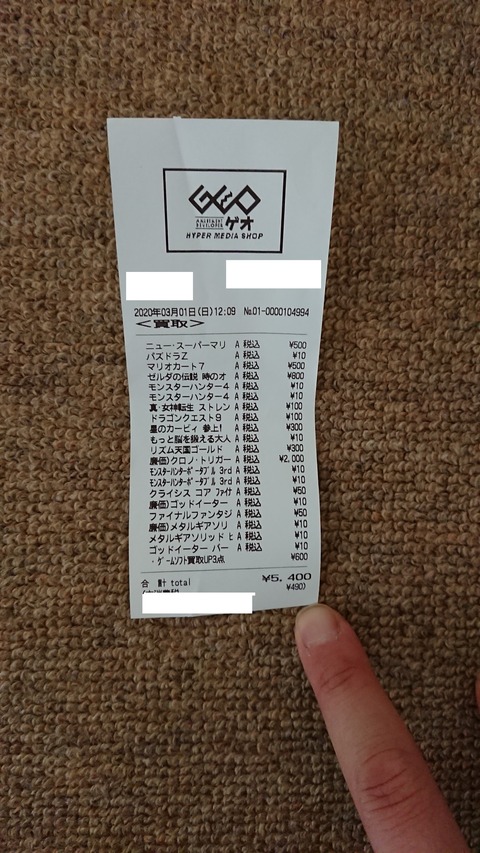 GEO
ゲオ
HYPER MEDIA SHOP
2020年03月01日(日)12:09 №01-0000104994
<買取>
ニュー・スーパーマリ A 税込 ¥500
パズドラZ A 税込 ¥10
マリオカート7 A 税込 ¥500
ゼルダの伝説 時のオ A 税込 ¥800
モンスターハンター4 A 税込 ¥10
モンスターハンター4 A 税込 ¥10
真・女神転生 ストレン A 税込 ¥100
ドラゴンクエスト9 A 税込 ¥100
星のカービィ 参上! A 税込 ¥300
もっと脳を鍛える大人 A 税込 ¥10
リズム天国ゴールド A 税込 ¥300
廉価)クロノ・トリガー A 税込 ¥2,000
モンスターハンターポータブル 3rd A 税込 ¥10
モンスターハンターポータブル 3rd A 税込 ¥10
クライシス コア ファイナ A 税込 ¥50
廉価)ゴッドイーター A 税込 ¥10
ファイナルファンタジ A 税込 ¥50
廉価)メタルギアソリ A 税込 ¥10
メタルギアソリッド ピ A 税込 ¥10
ゴッドイーター バー A 税込 ¥10
・ゲームソフト買取UP3点 ¥600
合 計 total ¥5,400
¥490)